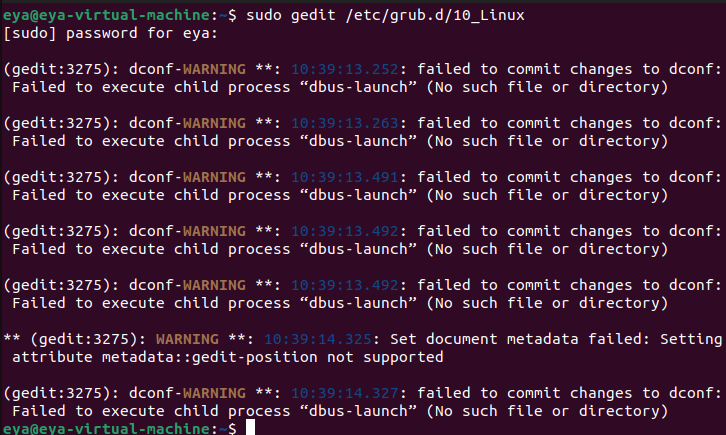 eya@eya-virtual-machine:~$ sudo gedit /etc/grub.d/10_Linux
[sudo] password for eya:
(gedit:3275): dconf-WARNING **: 10:39:13.252: failed to commit changes to dconf:
Failed to execute child process “dbus-launch” (No such file or directory)
(gedit:3275): dconf-WARNING **: 10:39:13.263: failed to commit changes to dconf:
Failed to execute child process “dbus-launch” (No such file or directory)
(gedit:3275): dconf-WARNING **: 10:39:13.491: failed to commit changes to dconf:
Failed to execute child process “dbus-launch” (No such file or directory)
(gedit:3275): dconf-WARNING **: 10:39:13.492: failed to commit changes to dconf:
Failed to execute child process “dbus-launch” (No such file or directory)
(gedit:3275): dconf-WARNING **: 10:39:13.492: failed to commit changes to dconf:
Failed to execute child process “dbus-launch” (No such file or directory)
** (gedit:3275): WARNING **: 10:39:14.325: Set document metadata failed: Setting
attribute metadata::gedit-position not supported
(gedit:3275): dconf-WARNING **: 10:39:14.327: failed to commit changes to dconf:
Failed to execute child process “dbus-launch” (No such file or directory)
eya@eya-virtual-machine:~$